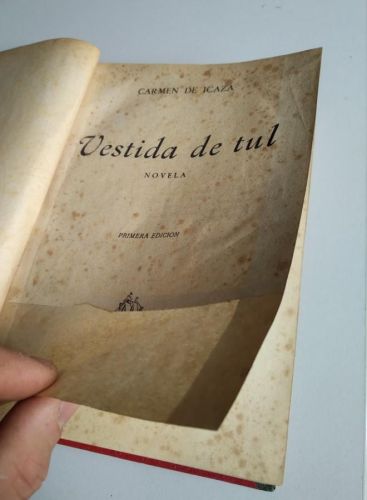 CARMEN DE ICAZA
Vestida de tul
NOVELA
PRIMERA EDICION